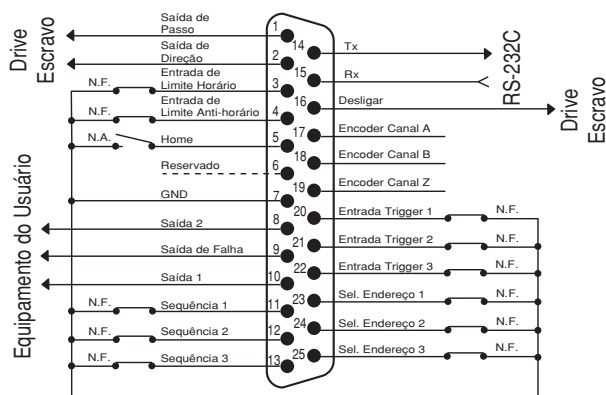 Drive
Escravo
Saída de
Passo
1
Saída de
Direção
2
N.F.
Entrada de
Limite Horário
3
N.F.
Entrada de
Limite Anti-horário
4
N.A.
Home
5
Reservado
6
GND
7
Equipamento do Usuário
Saída 2
8
Saída de Falha
9
Saída 1
10
N.F.
Sequência 1
11
N.F.
Sequência 2
12
N.F.
Sequência 3
13
14
Tx
15
Rx
RS-232C
16
Desligar
Drive
Escravo
17
Encoder Canal A
18
Encoder Canal B
19
Encoder Canal Z
20
Entrada Trigger 1
N.F.
21
Entrada Trigger 2
N.F.
22
Entrada Trigger 3
N.F.
23
Sel. Endereço 1
N.F.
24
Sel. Endereço 2
N.F.
25
Sel. Endereço 3
N.F.